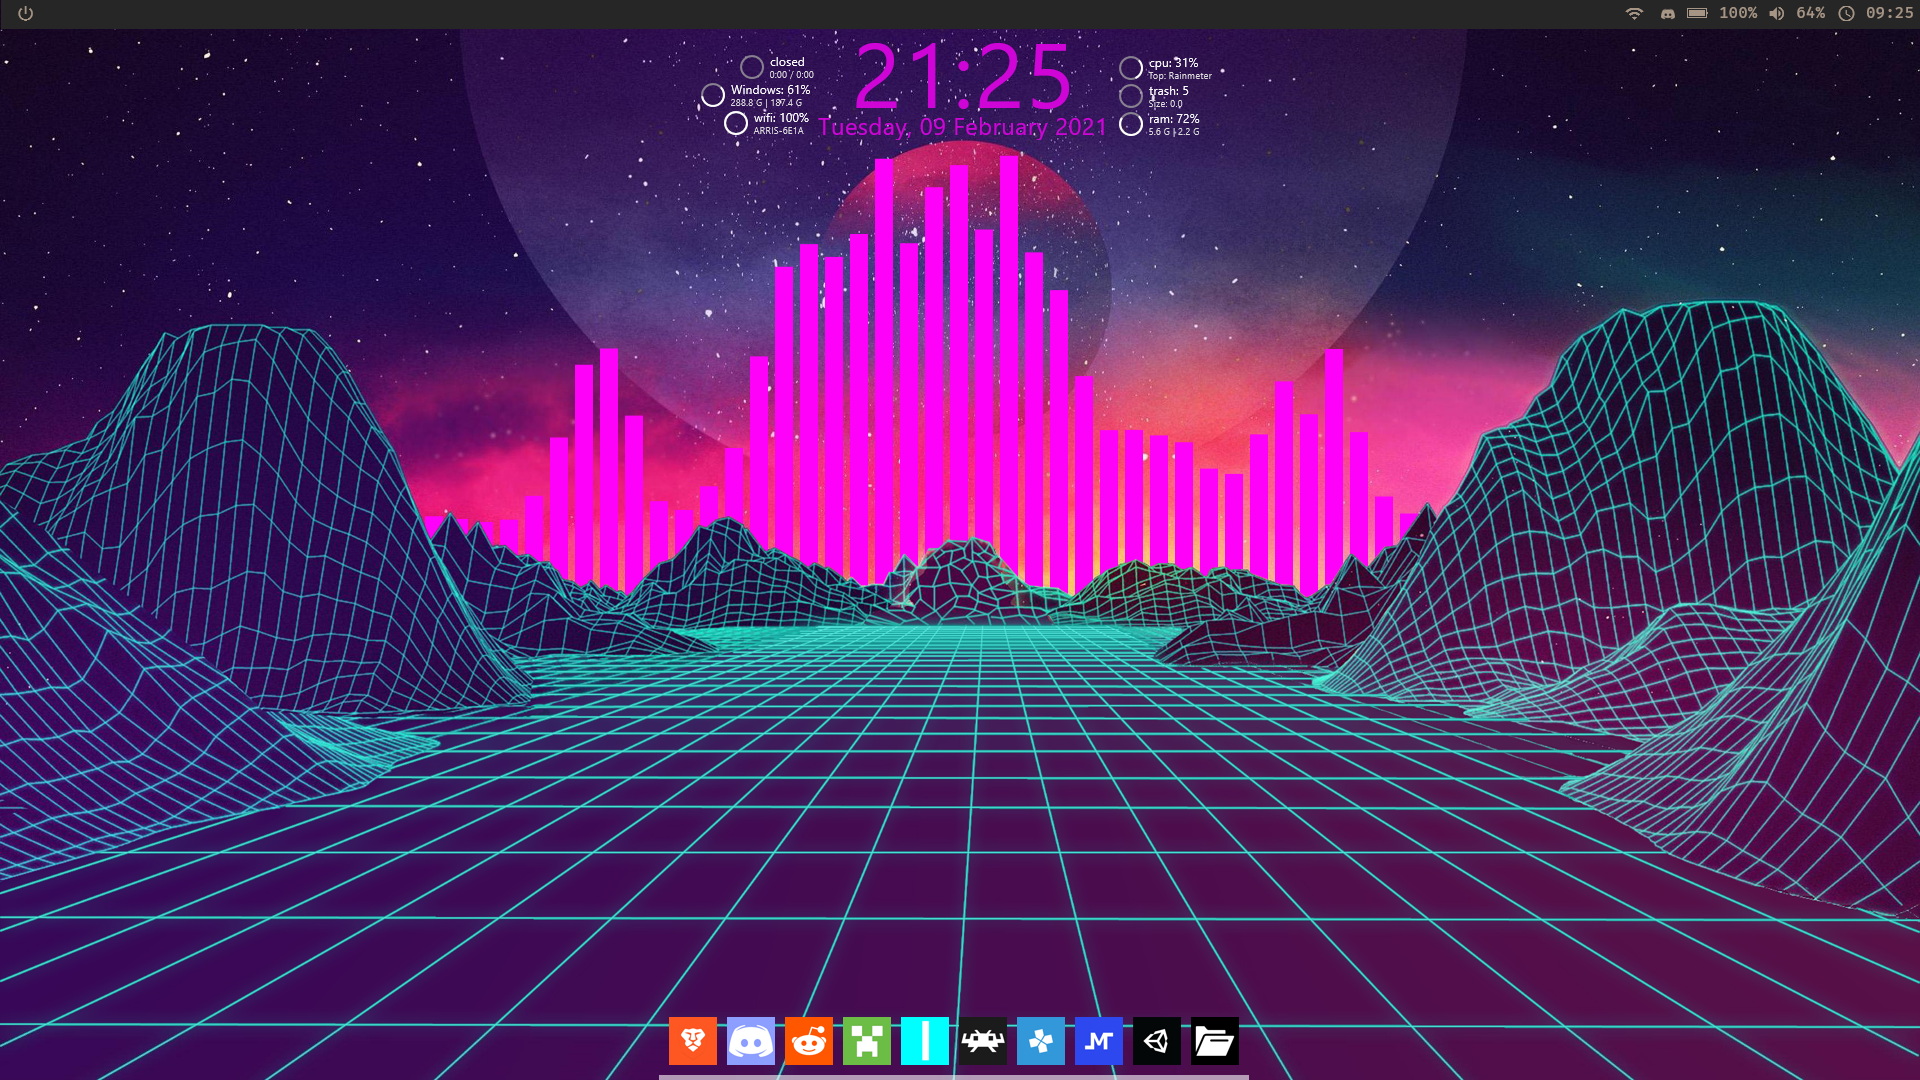 100% 64% 09:25
21:25
Tuesday, 09 February 2021
closed
0:00 / 0:00
Windows: 61%
288.8 G | 187.4 G
wifi: 100%
ARRIS-6E1A
cpu: 31%
Top: Rainmeter
trash: 5
Size: 0.0
ram: 72%
5.6 G | 2.2 G